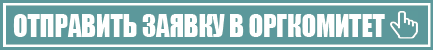 ОТПРАВИТЬ ЗАЯВКУ В ОРГКОМИТЕТ